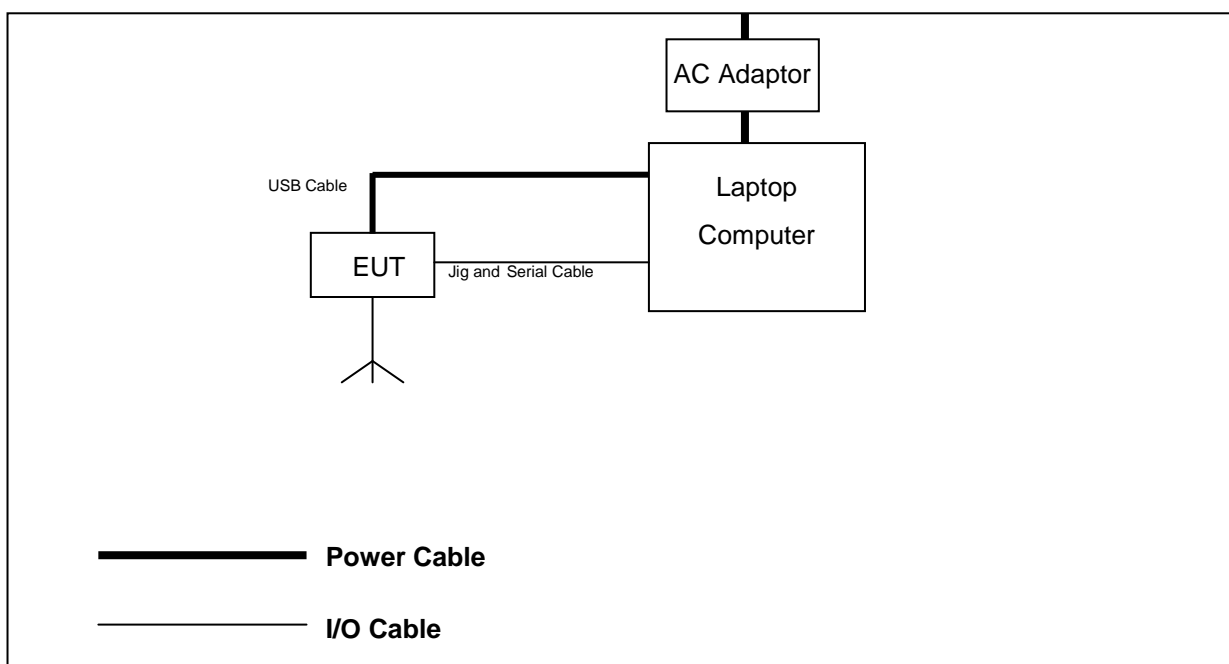 AC Adaptor
Laptop
Computer
USB Cable
EUT
Jig and Serial Cable
Power Cable
I/O Cable